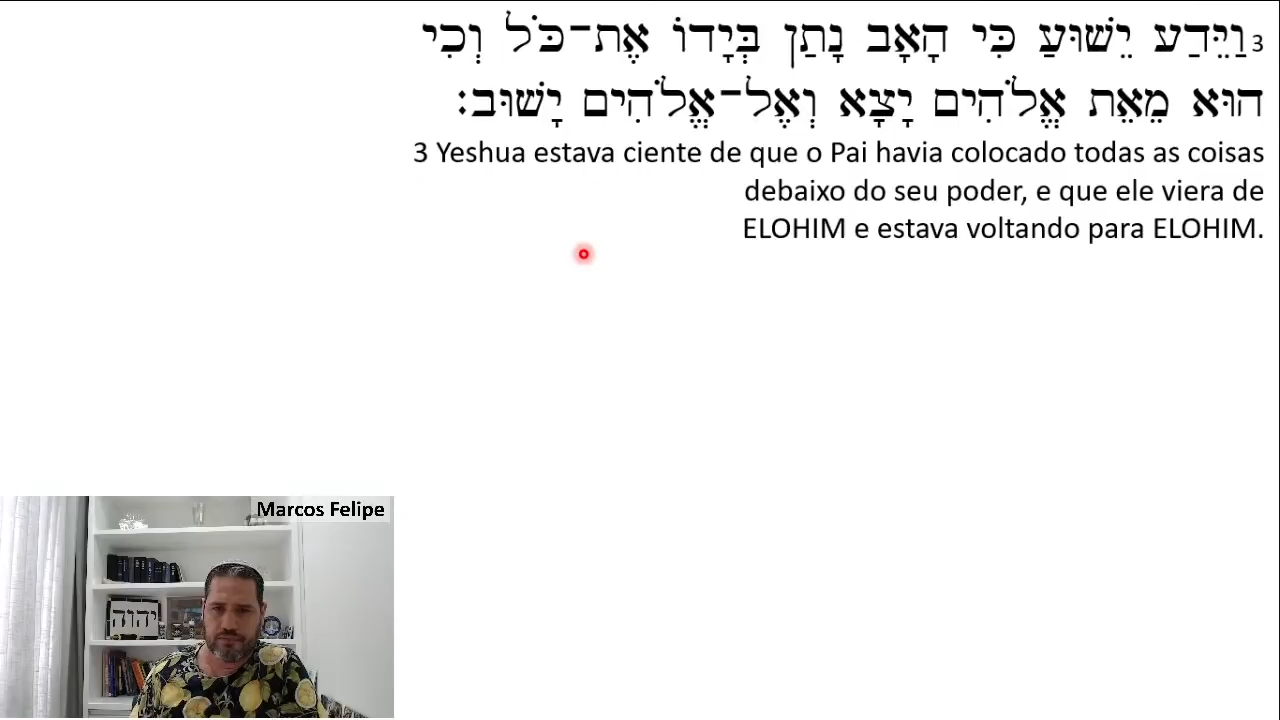 3 וַיֵּדַע יֵשׁוּעַ כִּי הָאָב נָתַן בְּיָדוֹ אֶת־כֹּל וְכִי
הוּא מֵאֵת אֱלֹהִים יָצָא וְאֶל־אֱלֹהִים יָשׁוּב׃
3 Yeshua estava ciente de que o Pai havia colocado todas as coisas
debaixo do seu poder, e que ele viera de
ELOHIM e estava voltando para ELOHIM.
Marcos Felipe
יהוה